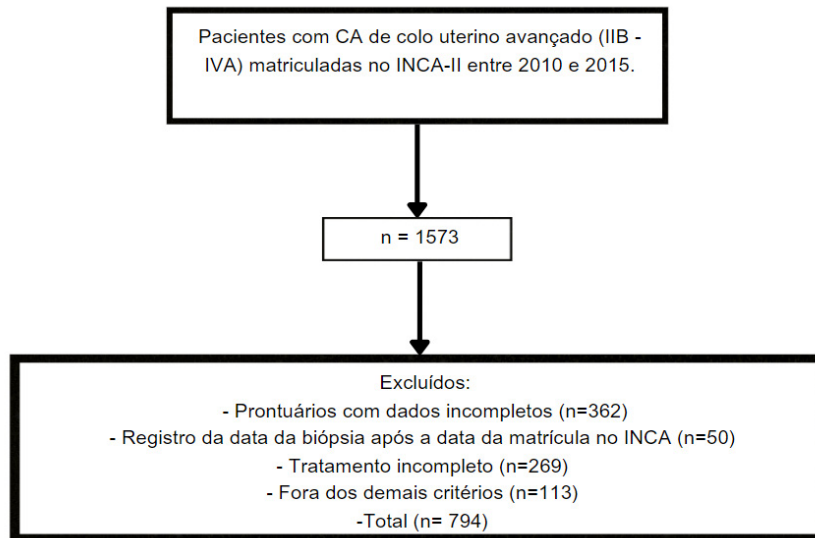 Pacientes com CA de colo uterino avançado (IIB -
IVA) matriculadas no INCA-II entre 2010 e 2015.
n = 1573
Excluídos:
- Prontuários com dados incompletos (n=362)
- Registro da data da biópsia após a data da matrícula no INCA (n=50)
- Tratamento incompleto (n=269)
- Fora dos demais critérios (n=113)
-Total (n= 794)